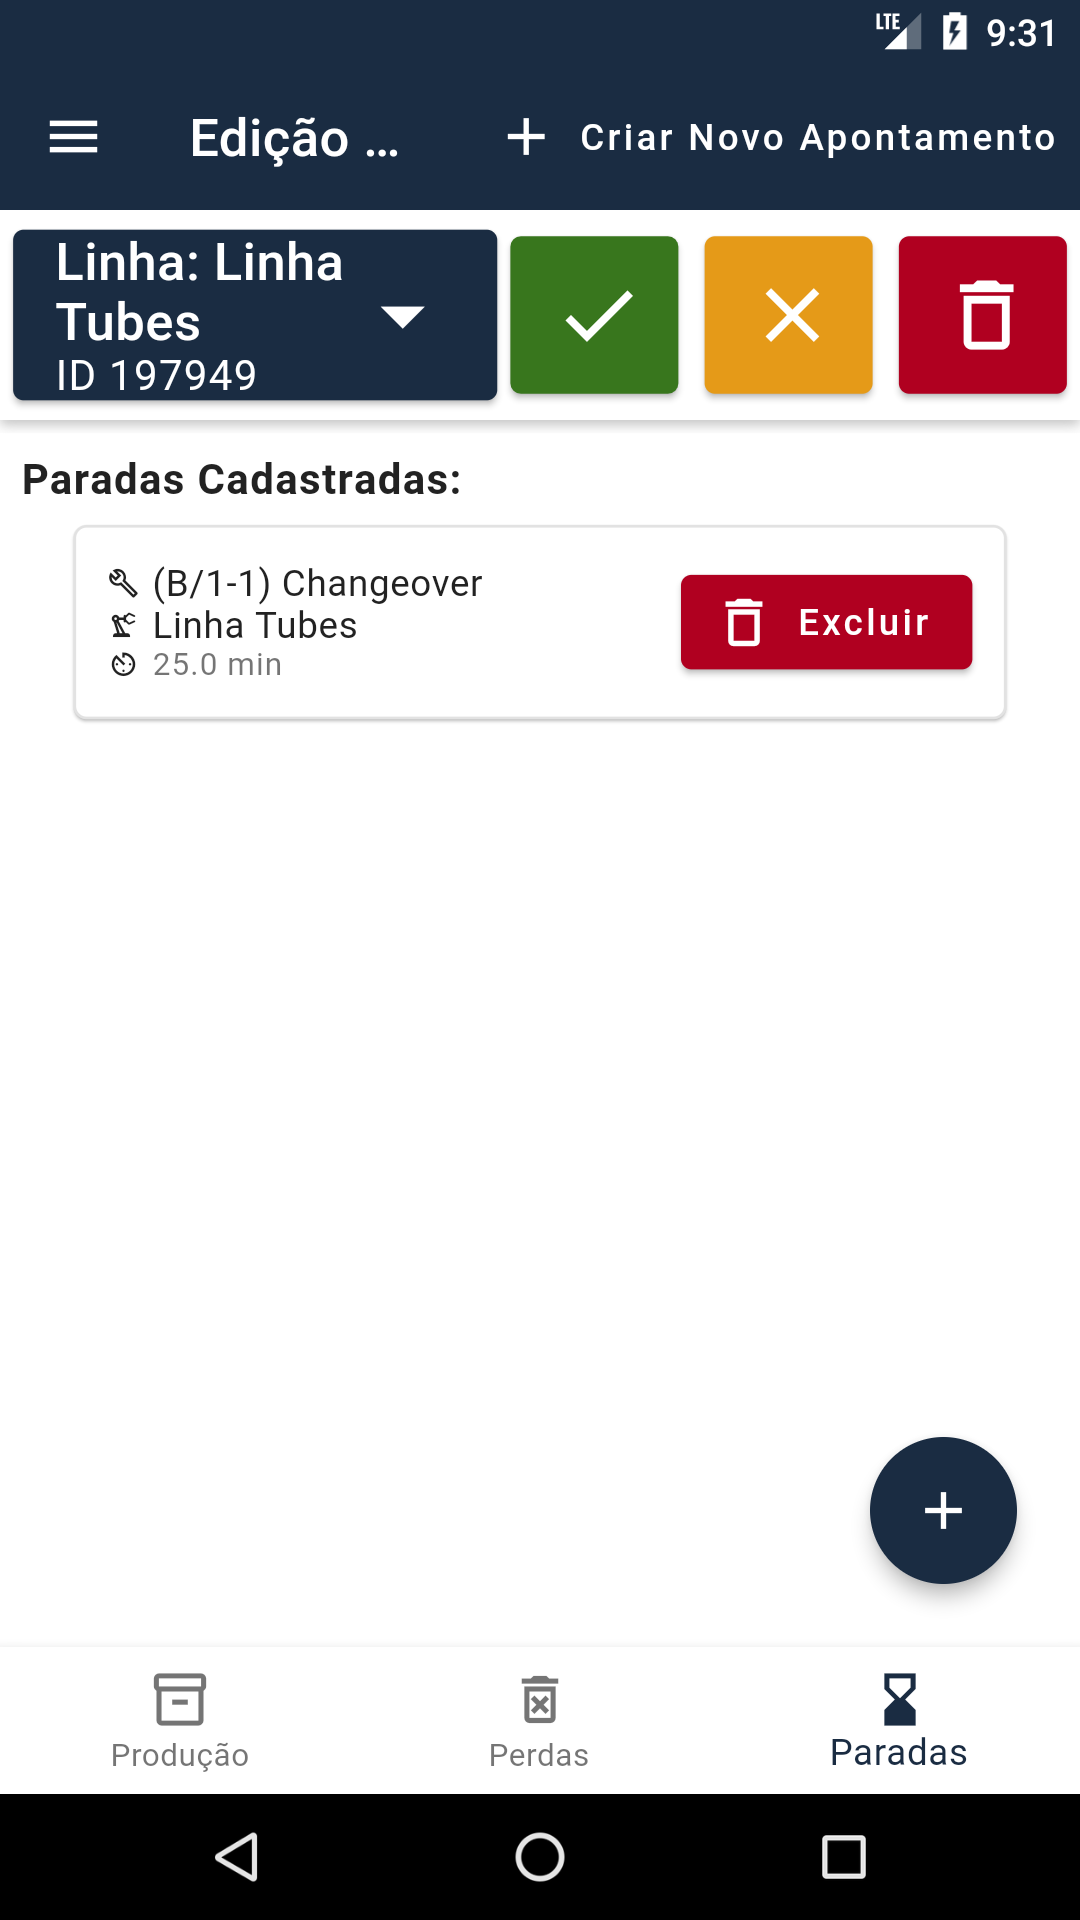 LTE 9:31
Edição ... Criar Novo Apontamento
Linha: Linha
Tubes
ID 197949
Paradas Cadastradas:
(B/1-1) Changeover
Linha Tubes
25.0 min
Excluir
Produção
Perdas
Paradas